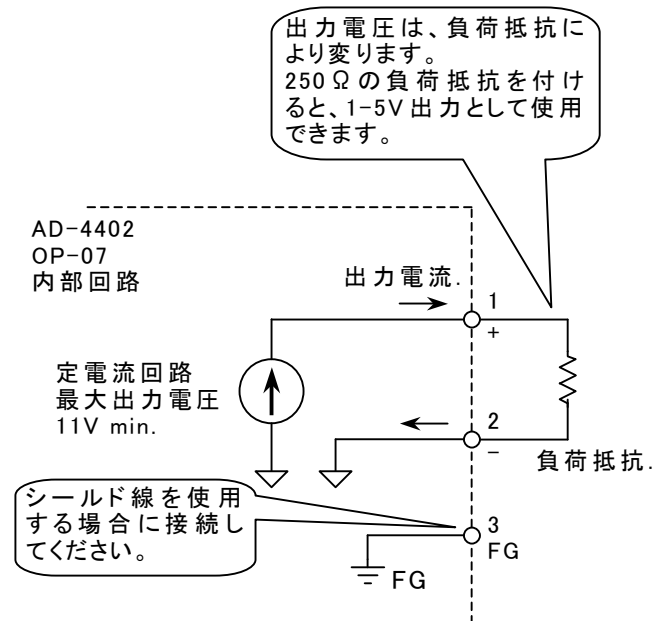 出力電圧は、負荷抵抗に
より変ります。
250Ωの負荷抵抗を付け
ると、1-5V出力として使用
できます。
AD-4402
OP-07
内部回路
出力電流.
1
+
定電流回路
最大出力電圧
11V min.
2
-
負荷抵抗.
シールド線を使用
する場合に接続し
てください。
3
FG
FG